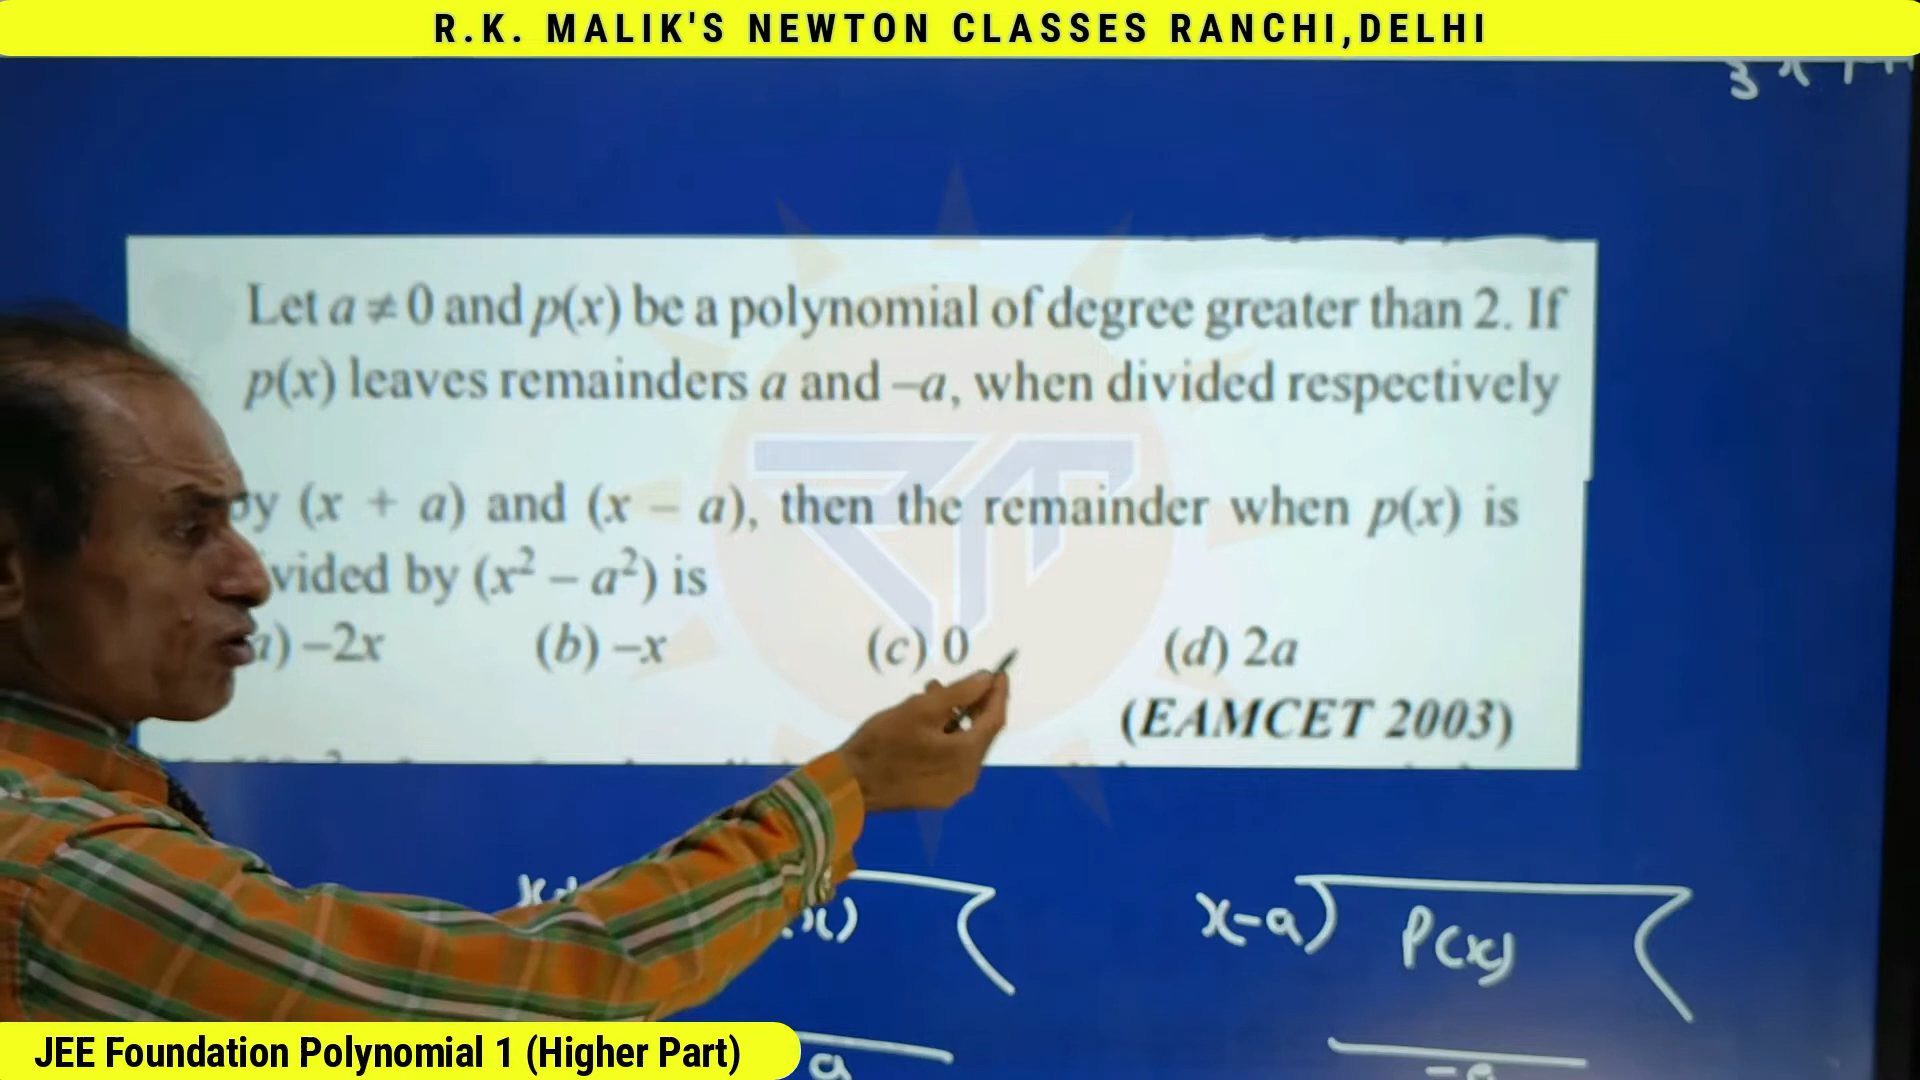 R.K. MALIK'S NEWTON CLASSES RANCHI,DELHI
Let a ≠ 0 and p(x) be a polynomial of degree greater than 2. If
p(x) leaves remainders a and –a, when divided respectively
(x + a) and (x – a), then the remainder when p(x) is
by (x² – a²) is
–2x (b) –x (c) 0 (d) 2a
(EAMCET 2003)
x-a) P(x)
a
JEE Foundation Polynomial 1 (Higher Part)